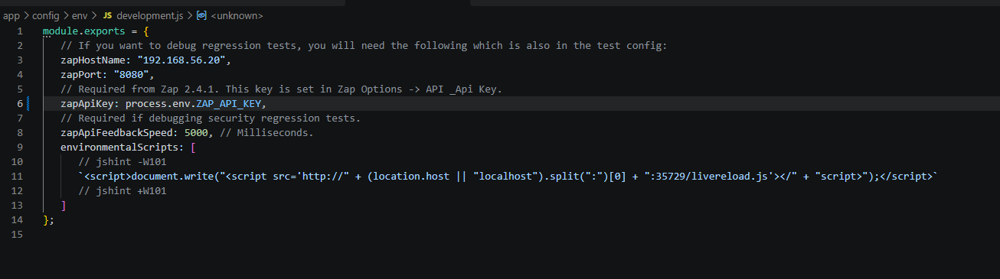 app > config > env > JS development.js > <unknown>
1 module.exports = {
2 // If you want to debug regression tests, you will need the following which is also in the test config:
3 zapHostName: "192.168.56.20",
4 zapPort: "8080",
5 // Required from Zap 2.4.1. This key is set in Zap Options -> API _Api Key.
6 zapApiKey: process.env.ZAP_API_KEY,
7 // Required if debugging security regression tests.
8 zapApiFeedbackSpeed: 5000, // Milliseconds.
9 environmentalScripts: [
10 // jshint -W101
11 `<script>document.write("<script src='http://" + (location.host || "localhost").split(":")[0] + ":35729/livereload.js'></" + "script>");</script>`
12 // jshint +W101
13 ]
14 };
15